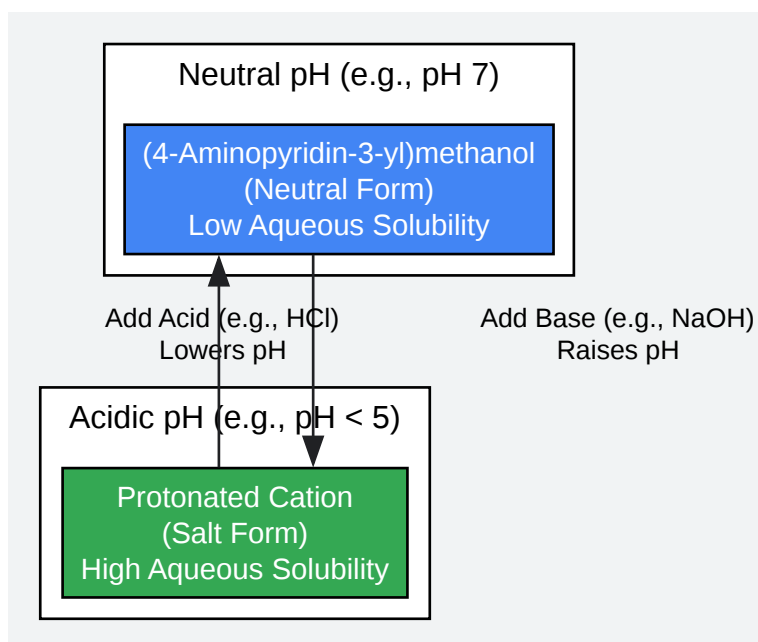 Neutral pH (e.g., pH 7)
(4-Aminopyridin-3-yl)methanol
(Neutral Form)
Low Aqueous Solubility
Add Acid (e.g., HCl)
Lowers pH
Add Base (e.g., NaOH)
Raises pH
Acidic pH (e.g., pH < 5)
Protonated Cation
(Salt Form)
High Aqueous Solubility